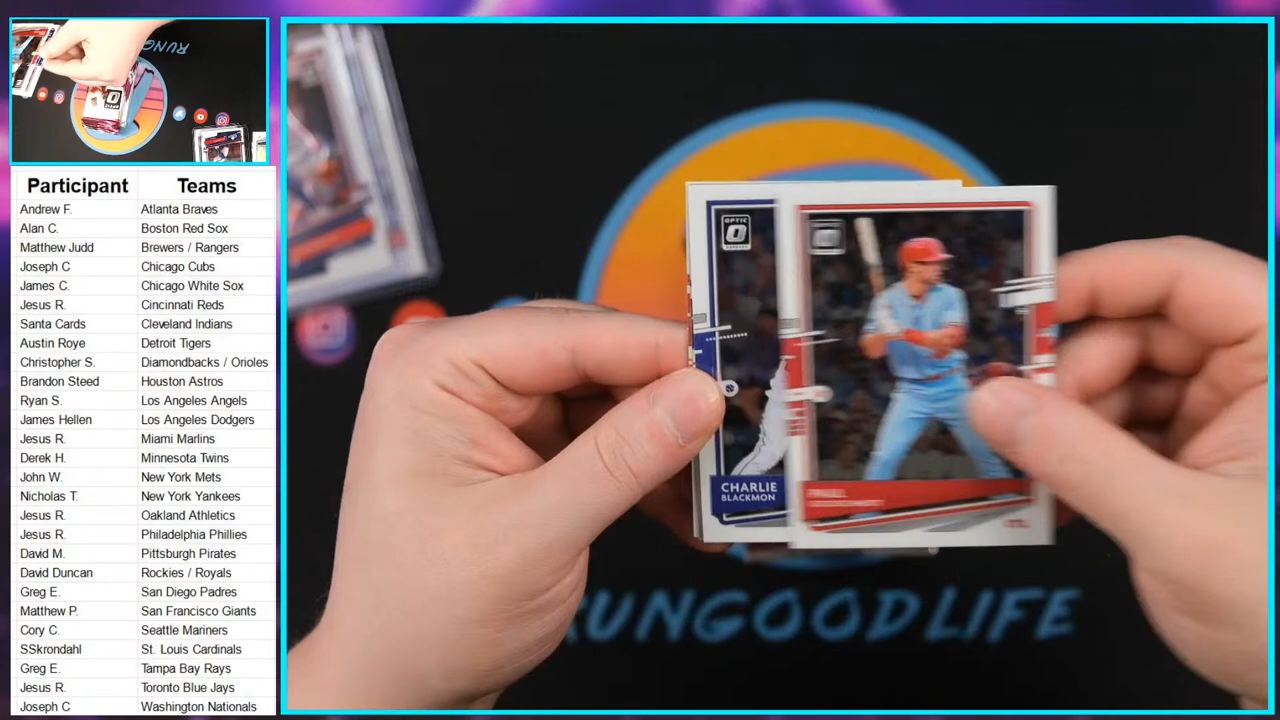 Participant Teams
Andrew F. Atlanta Braves
Alan C. Boston Red Sox
Matthew Judd Brewers / Rangers
Joseph C Chicago Cubs
James C. Chicago White Sox
Jesus R. Cincinnati Reds
Santa Cards Cleveland Indians
Austin Roye Detroit Tigers
Christopher S. Diamondbacks / Orioles
Brandon Steed Houston Astros
Ryan S. Los Angeles Angels
James Hellen Los Angeles Dodgers
Jesus R. Miami Marlins
Derek H. Minnesota Twins
John W. New York Mets
Nicholas T. New York Yankees
Jesus R. Oakland Athletics
Jesus R. Philadelphia Phillies
David M. Pittsburgh Pirates
David Duncan Rockies / Royals
Greg E. San Diego Padres
Matthew P. San Francisco Giants
Cory C. Seattle Mariners
SSkrondahl St. Louis Cardinals
Greg E. Tampa Bay Rays
Jesus R. Toronto Blue Jays
Joseph C Washington Nationals
OPTIC
CHARLIE
BLACKMON
PAUL
RUNGOODLIFE